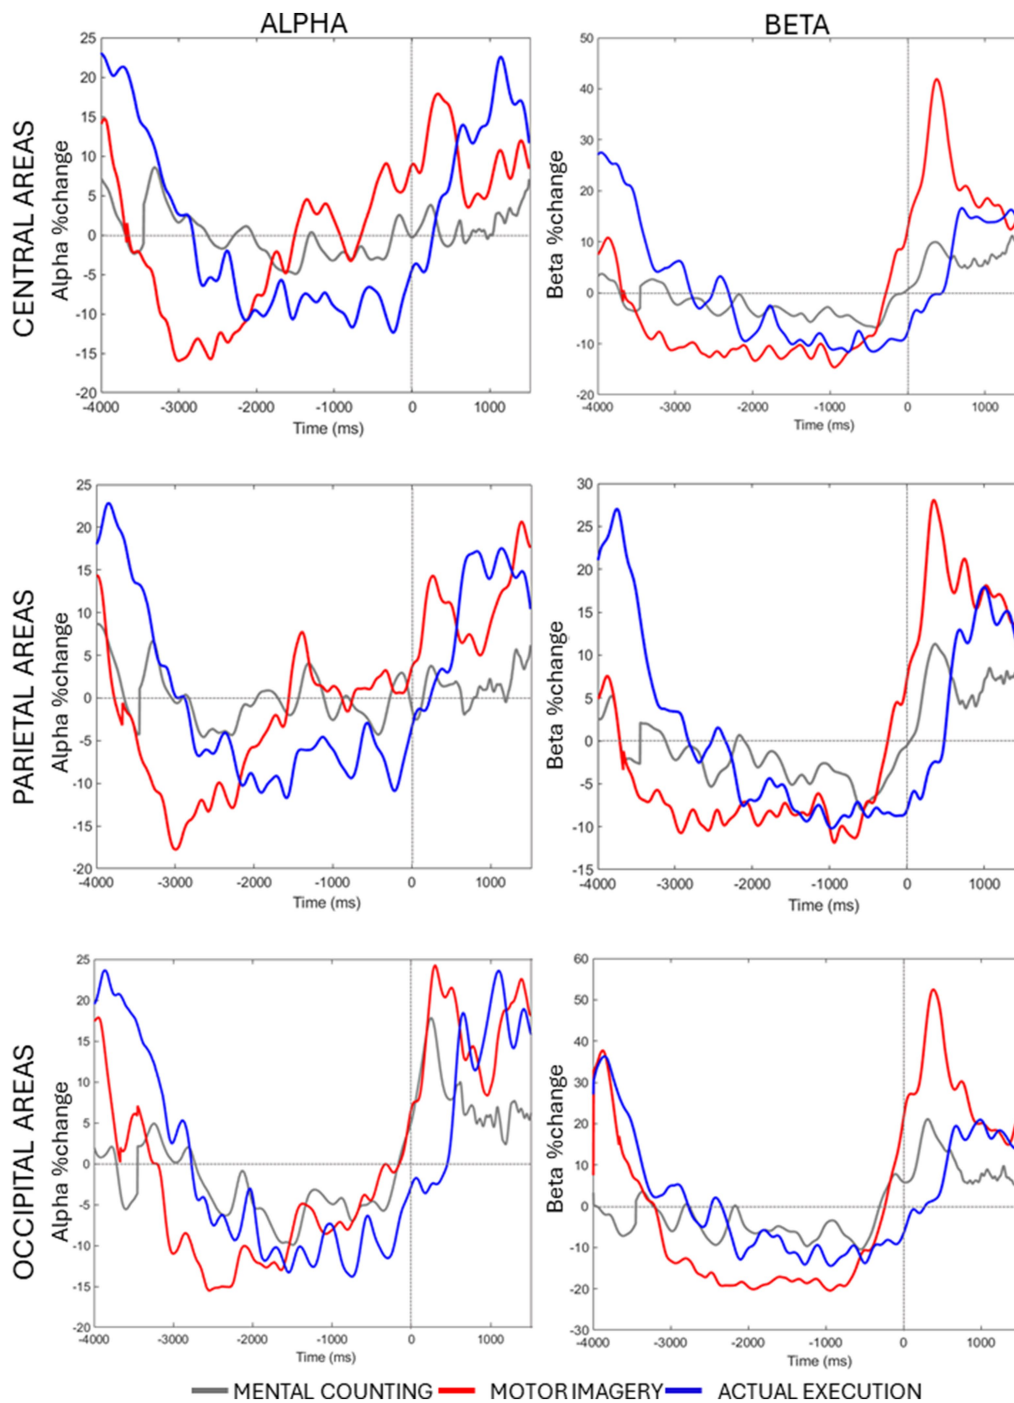 ALPHA
BETA
CENTRAL AREAS
Alpha %change
25
20
15
10
5
0
-5
-10
-15
-20
-4000 -3000 -2000 -1000 0 1000
Time (ms)
Beta %change
50
40
30
20
10
0
-10
-20
-4000 -3000 -2000 -1000 0 1000
Time (ms)
PARIETAL AREAS
Alpha %change
25
20
15
10
5
0
-5
-10
-15
-20
-4000 -3000 -2000 -1000 0 1000
Time (ms)
Beta %change
30
25
20
15
10
5
0
-5
-10
-15
-4000 -3000 -2000 -1000 0 1000
Time (ms)
OCCIPITAL AREAS
Alpha %change
25
20
15
10
5
0
-5
-10
-15
-20
-4000 -3000 -2000 -1000 0 1000
Time (ms)
Beta %change
60
50
40
30
20
10
0
-10
-20
-30
-4000 -3000 -2000 -1000 0 1000
Time (ms)
MENTAL COUNTING MOTOR IMAGERY ACTUAL EXECUTION